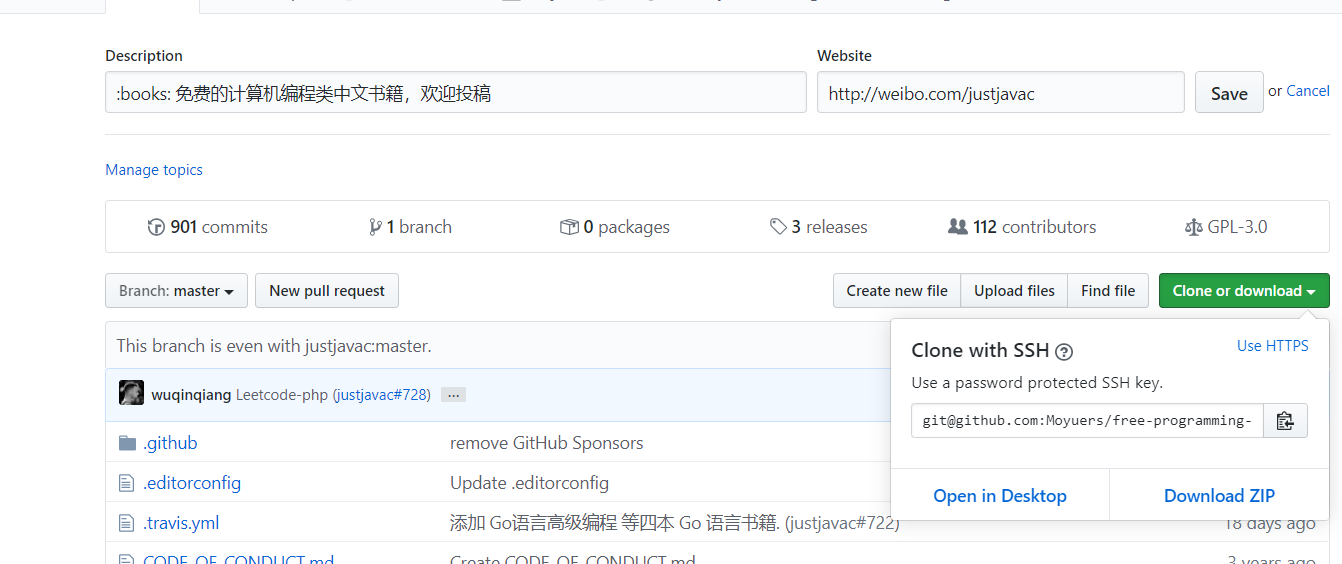 Description
Website
:books: 免费的计算机编程类中文书籍，欢迎投稿
http://weibo.com/justjavac
Save or Cancel
Manage topics
901 commits
1 branch
0 packages
3 releases
112 contributors
GPL-3.0
Branch: master
New pull request
Create new file
Upload files
Find file
Clone or download
This branch is even with justjavac:master.
Clone with SSH
Use HTTPS
Use a password protected SSH key.
git@github.com:Moyuers/free-programming-
Open in Desktop
Download ZIP
wuqinqiang Leetcode-php (justjavac#728) ...
.github
remove GitHub Sponsors
.editorconfig
Update .editorconfig
.travis.yml
添加 Go语言高级编程 等四本 Go 语言书籍. (justjavac#722)
18 days ago
CODE_OF_CONDUCT.md
Create CODE_OF_CONDUCT.md
3 years ago